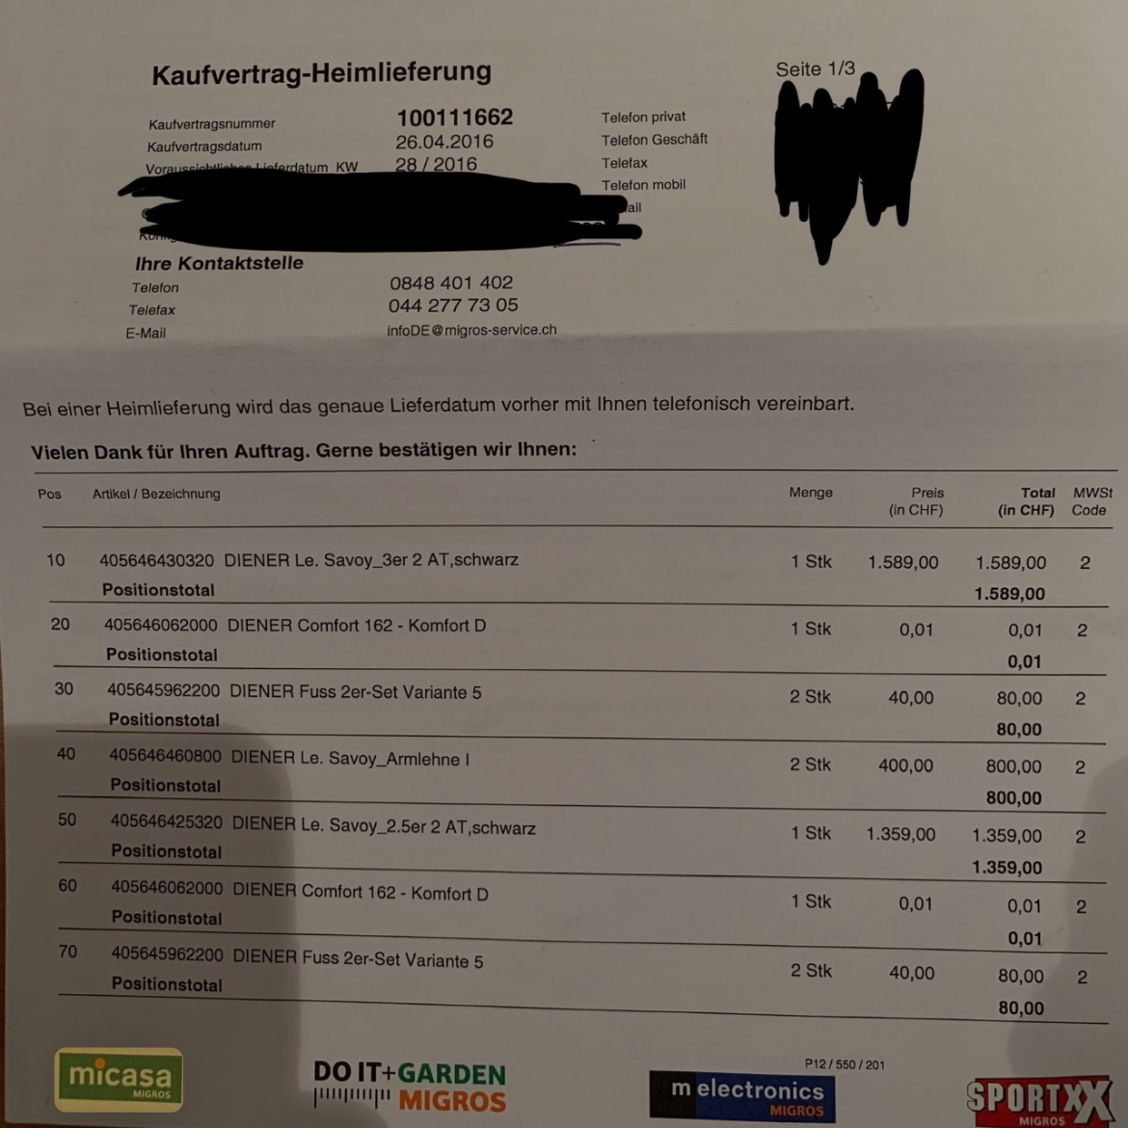 Kaufvertrag-Heimlieferung
Seite 1/3
Kaufvertragsnummer 100111662 Telefon privat
Kaufvertragsdatum 26.04.2016 Telefon Geschäft
Voraussichtliches Lieferdatum KW 28 / 2016 Telefax
Telefon mobil
ail
Ihre Kontaktstelle
Telefon 0848 401 402
Telefax 044 277 73 05
E-Mail infoDE@migros-service.ch
Bei einer Heimlieferung wird das genaue Lieferdatum vorher mit Ihnen telefonisch vereinbart.
Vielen Dank für Ihren Auftrag. Gerne bestätigen wir Ihnen:
Pos Artikel / Bezeichnung Menge Preis Total MWSt
(in CHF) (in CHF) Code
10 405646430320 DIENER Le. Savoy_3er 2 AT,schwarz 1 Stk 1.589,00 1.589,00 2
Positionstotal 1.589,00
20 405646062000 DIENER Comfort 162 - Komfort D 1 Stk 0,01 0,01 2
Positionstotal 0,01
30 405645962200 DIENER Fuss 2er-Set Variante 5 2 Stk 40,00 80,00 2
Positionstotal 80,00
40 405646460800 DIENER Le. Savoy_Armlehne I 2 Stk 400,00 800,00 2
Positionstotal 800,00
50 405646425320 DIENER Le. Savoy_2.5er 2 AT,schwarz 1 Stk 1.359,00 1.359,00 2
Positionstotal 1.359,00
60 405646062000 DIENER Comfort 162 - Komfort D 1 Stk 0,01 0,01 2
Positionstotal 0,01
70 405645962200 DIENER Fuss 2er-Set Variante 5 2 Stk 40,00 80,00 2
Positionstotal 80,00
P12 / 550 / 201
micasa
MIGROS
DO IT+GARDEN
MIGROS
m electronics
MIGROS
SPORTXX
MIGROS